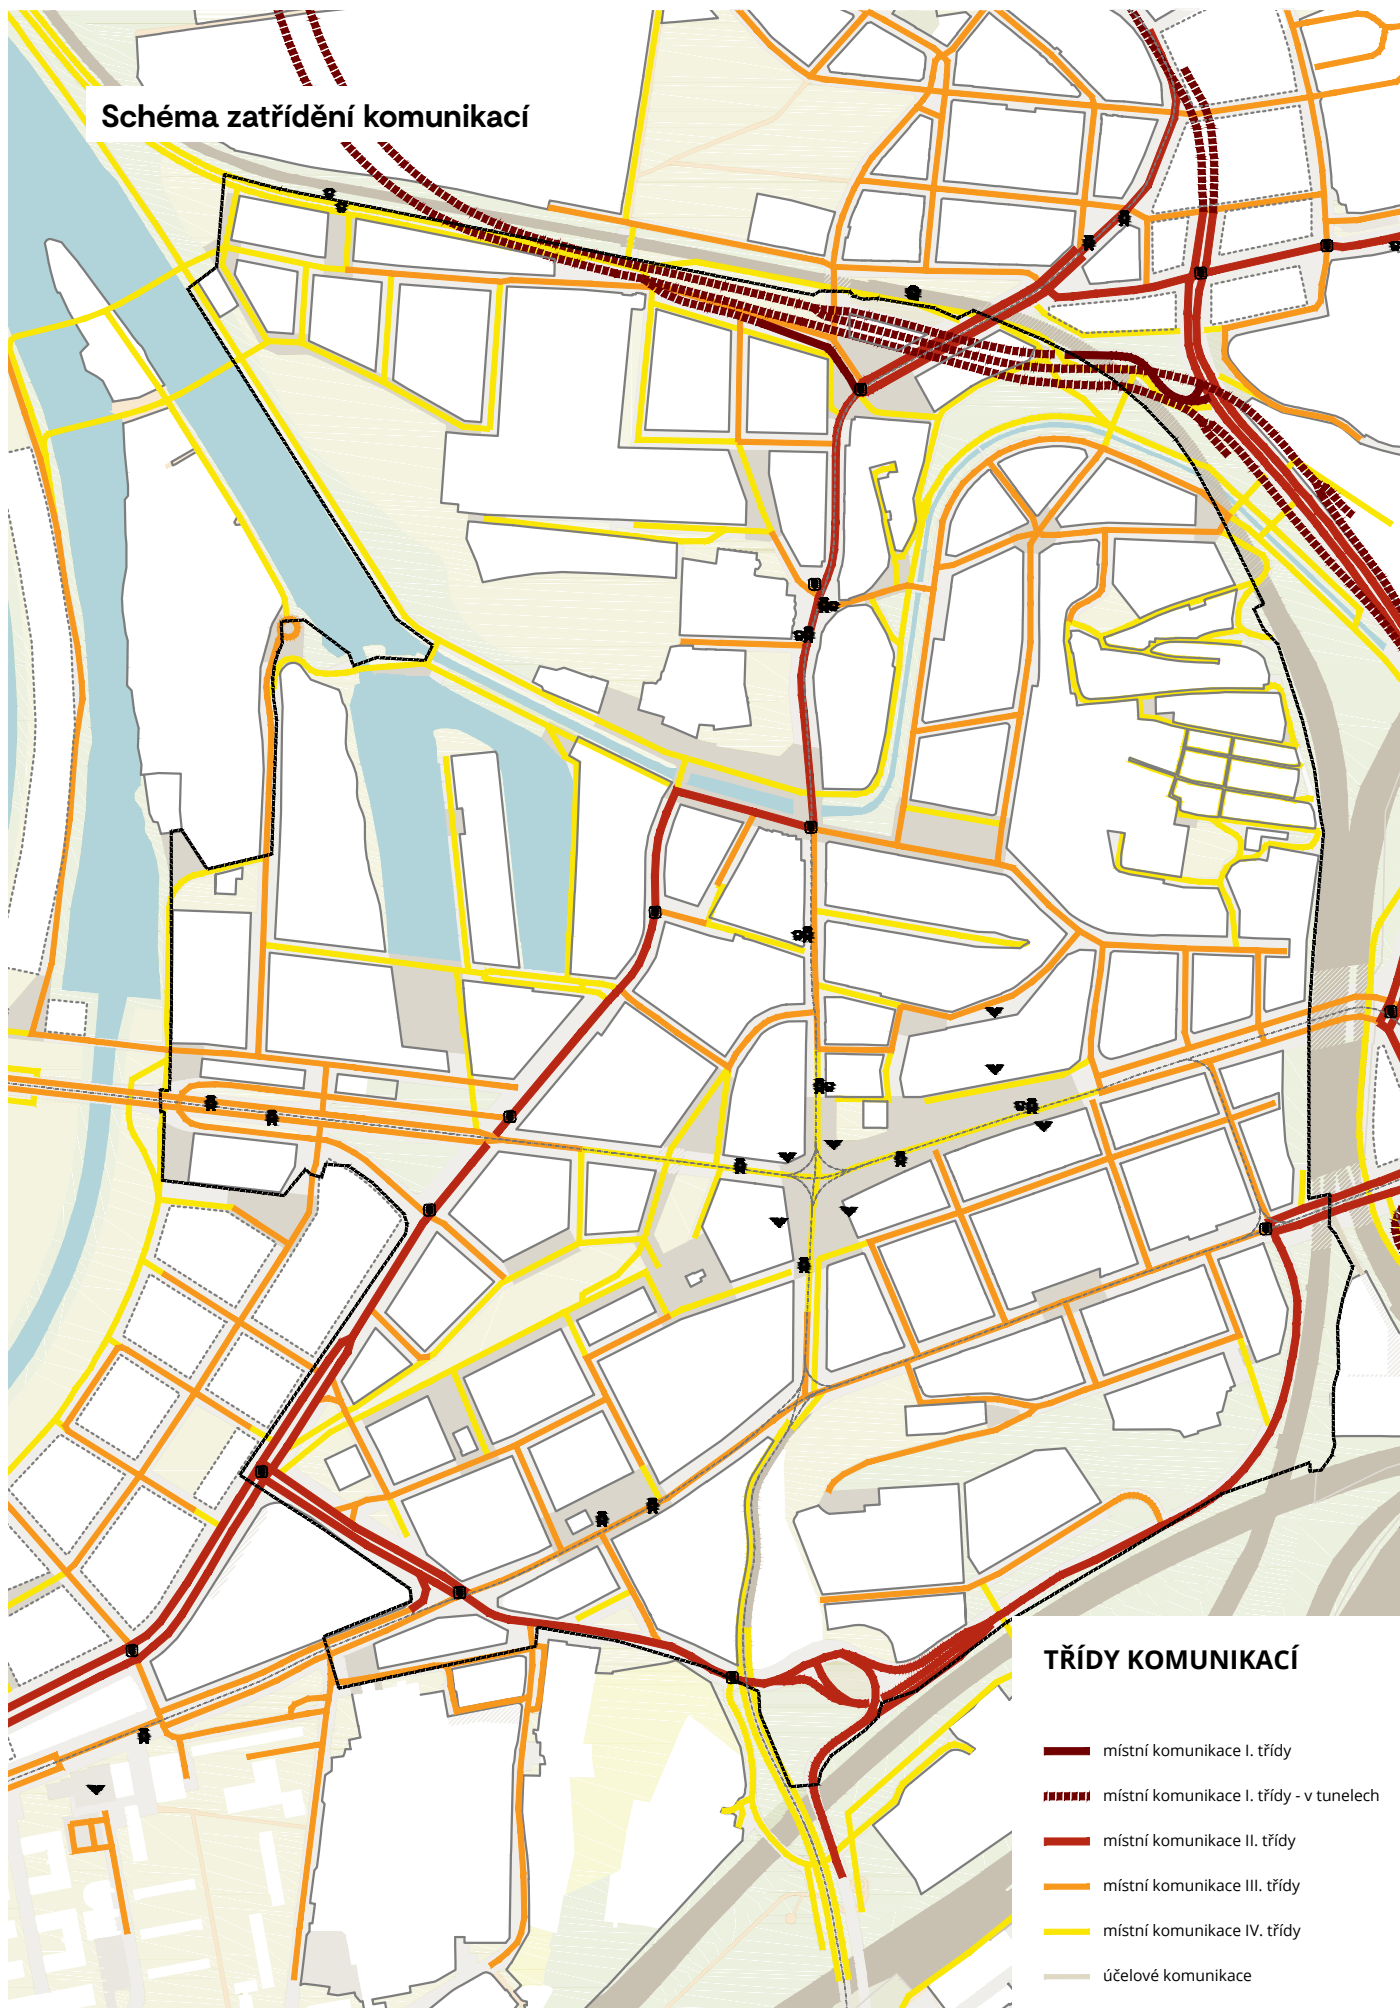 Schéma zatřídění komunikací
TŘÍDY KOMUNIKACÍ
místní komunikace I. třídy
místní komunikace I. třídy - v tunelech
místní komunikace II. třídy
místní komunikace III. třídy
místní komunikace IV. třídy
účelové komunikace